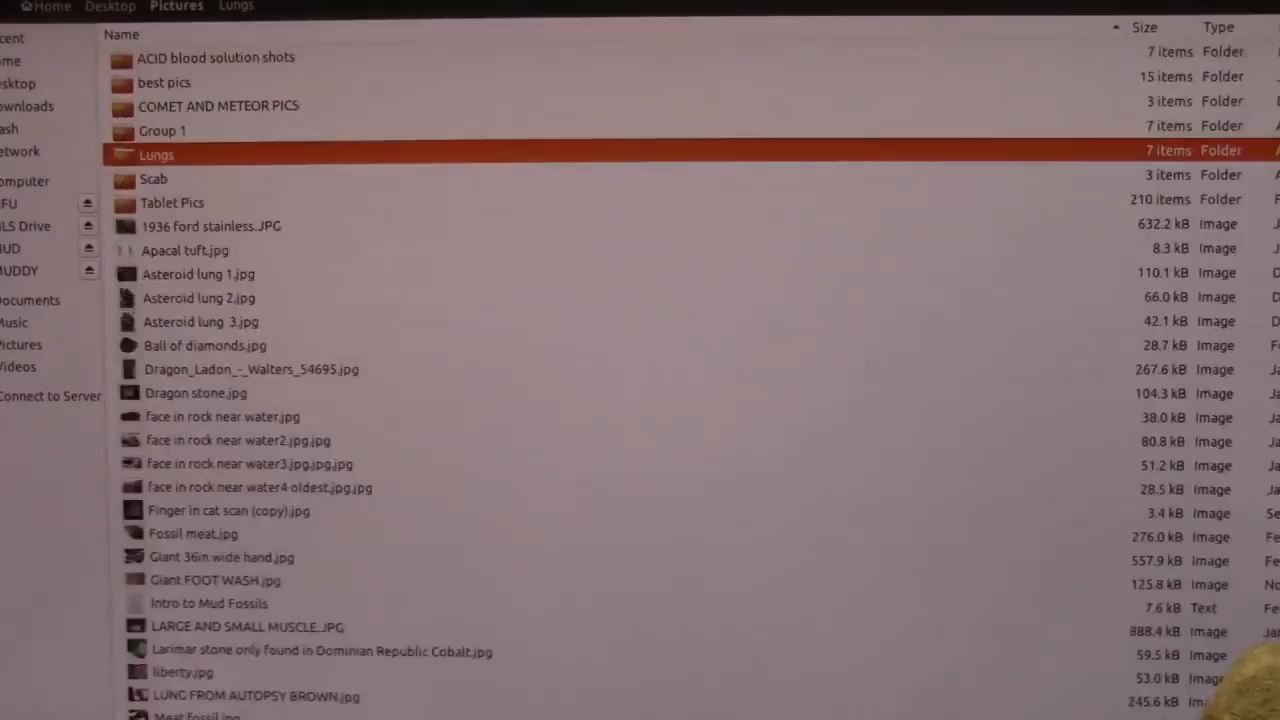 Home Desktop Pictures Lungs
Name Size Type
ACID blood solution shots 7 items Folder
best pics 15 items Folder
COMET AND METEOR PICS 3 items Folder
Group 1 7 items Folder
Lungs 7 items Folder
Scab 3 items Folder
Tablet Pics 210 items Folder
1936 ford stainless.JPG 632.2 kB Image
Apacal tuft.jpg 8.3 kB Image
Asteroid lung 1.jpg 110.1 kB Image
Asteroid lung 2.jpg 66.0 kB Image
Asteroid lung 3.jpg 42.1 kB Image
Ball of diamonds.jpg 28.7 kB Image
Dragon_Ladon_-_Walters_54695.jpg 267.6 kB Image
Dragon stone.jpg 104.3 kB Image
face in rock near water.jpg 38.0 kB Image
face in rock near water2.jpg.jpg 80.8 kB Image
face in rock near water3.jpg.jpg.jpg 51.2 kB Image
face in rock near water4 oldest.jpg.jpg 28.5 kB Image
Finger in cat scan (copy).jpg 3.4 kB Image
Fossil meat.jpg 276.0 kB Image
Giant 36in wide hand.jpg 557.9 kB Image
Giant FOOT WASH.jpg 125.8 kB Image
Intro to Mud Fossils 7.6 kB Text
LARGE AND SMALL MUSCLE.JPG 888.4 kB Image
Larimar stone only found in Dominian Republic Cobalt.jpg 59.5 kB Image
liberty.jpg 53.0 kB Image
LUNG FROM AUTOPSY BROWN.jpg 245.6 kB Im
Meat fossil.jpg
cent
ome
esktop
ownloads
ash
etwork
omputer
FU
LS Drive
UD
UDDY
ocuments
Music
Pictures
Videos
Connect to Server